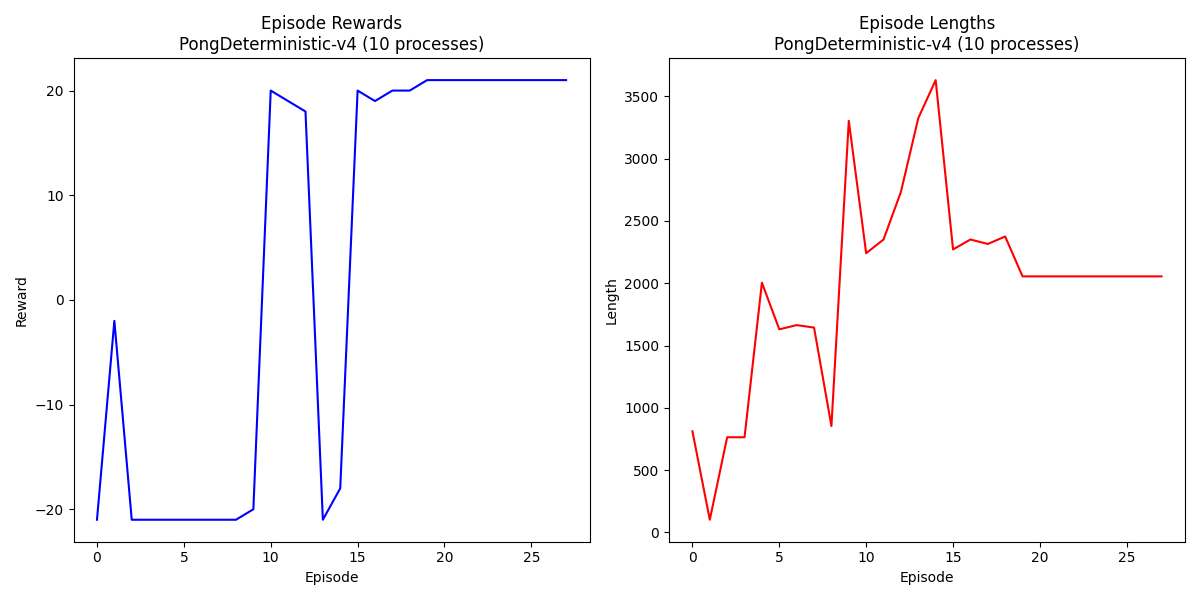 Episode Rewards
PongDeterministic-v4 (10 processes)
20
10
0
−10
−20
Reward
0 5 10 15 20 25
Episode
Episode Lengths
PongDeterministic-v4 (10 processes)
3500
3000
2500
2000
1500
1000
500
0
Length
0 5 10 15 20 25
Episode